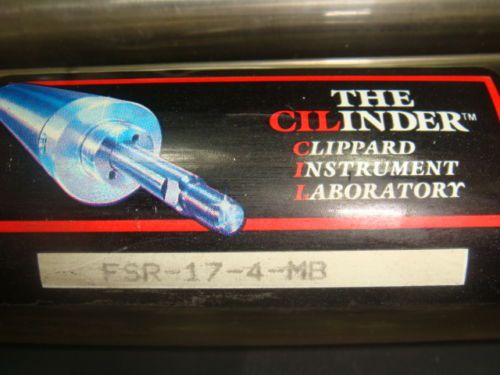 THE
CILINDER™
CLIPPARD
INSTRUMENT
LABORATORY
FSR-17-4-MB